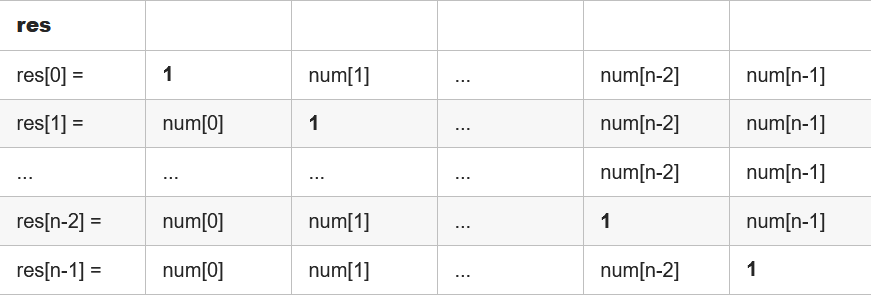 res
res[0] = 1 num[1] ... num[n-2] num[n-1]
res[1] = num[0] 1 ... num[n-2] num[n-1]
... ... ... ... num[n-2] num[n-1]
res[n-2] = num[0] num[1] ... 1 num[n-1]
res[n-1] = num[0] num[1] ... num[n-2] 1